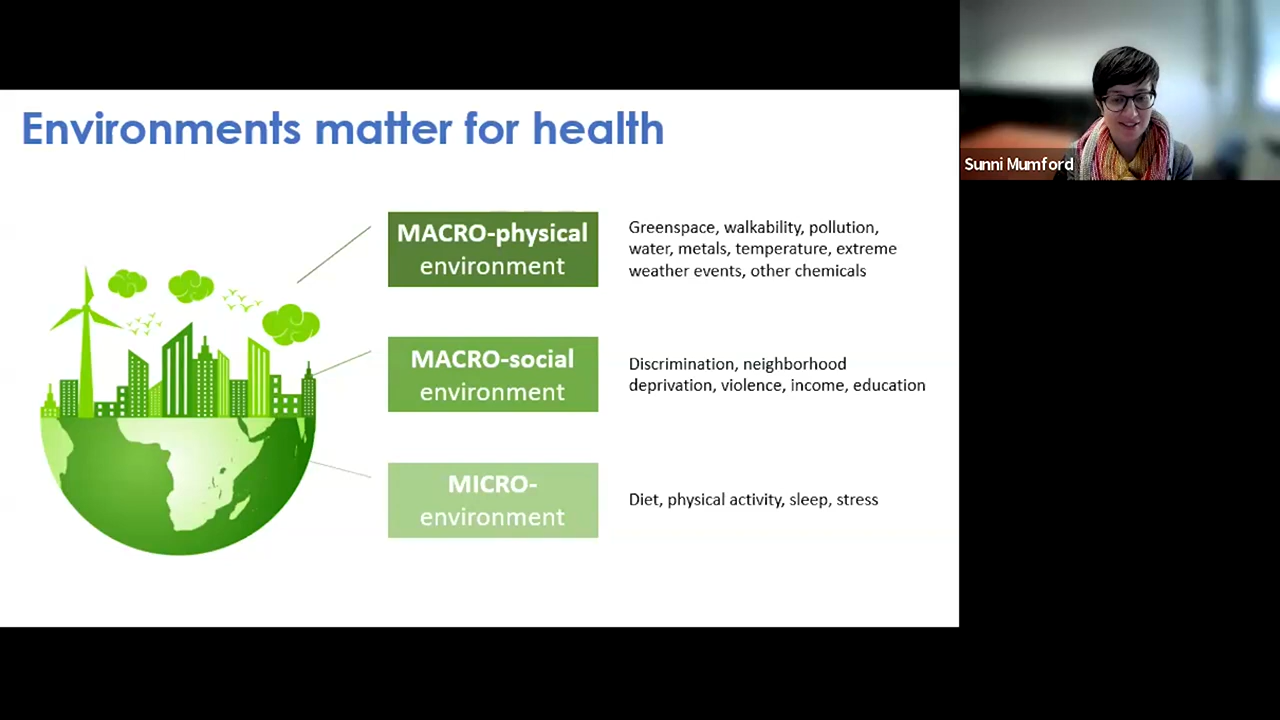 Environments matter for health
MACRO-physical
environment
Greenspace, walkability, pollution,
water, metals, temperature, extreme
weather events, other chemicals
MACRO-social
environment
Discrimination, neighborhood
deprivation, violence, income, education
MICRO-
environment
Diet, physical activity, sleep, stress
Sunni Mumford